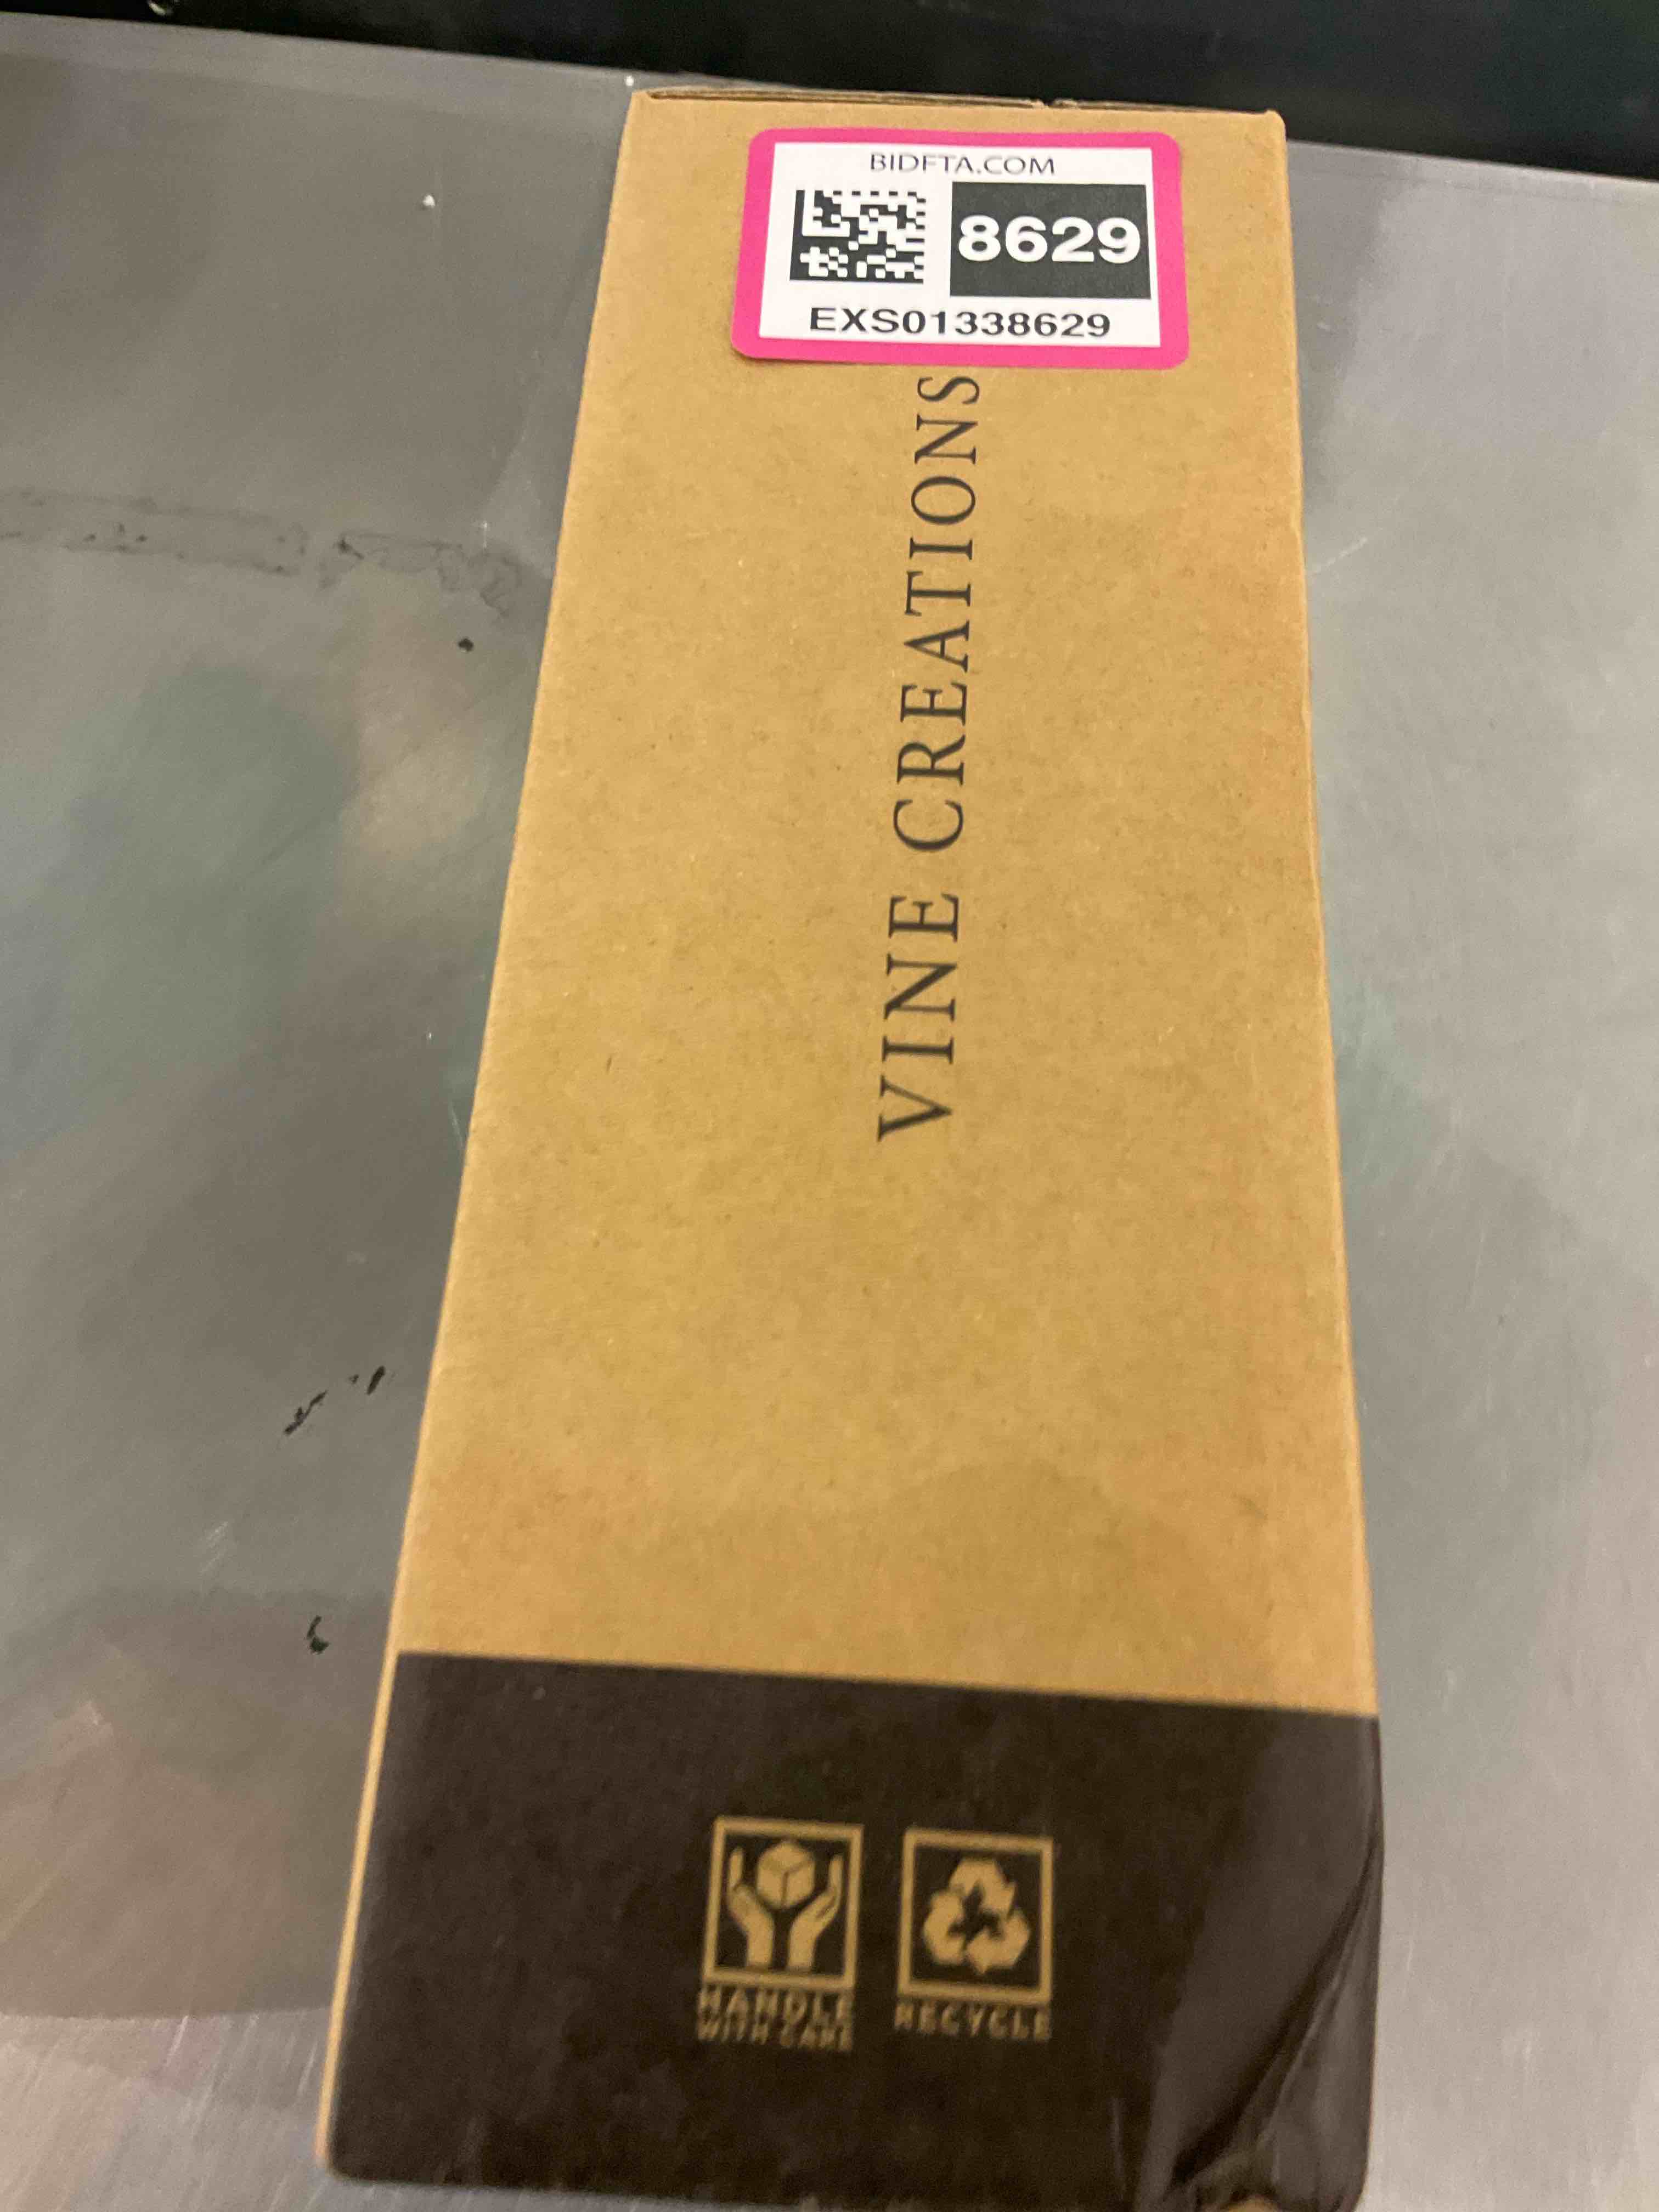 BIDFTA.COM
8629
EXS01338629
VINE CREATIONS
HANDLE
WITH CARE
RECYCLE